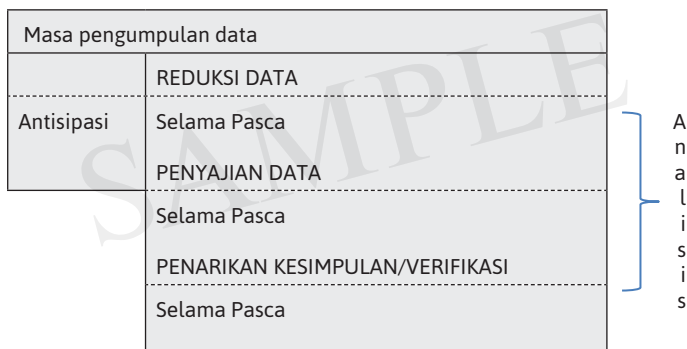 Masa pengumpulan data
REDUKSI DATA
Antisipasi
Selama Pasca
PENYAJIAN DATA
Selama Pasca
PENARIKAN KESIMPULAN/VERIFIKASI
Selama Pasca
A
n
a
l
i
s
i
s
SAMPLE